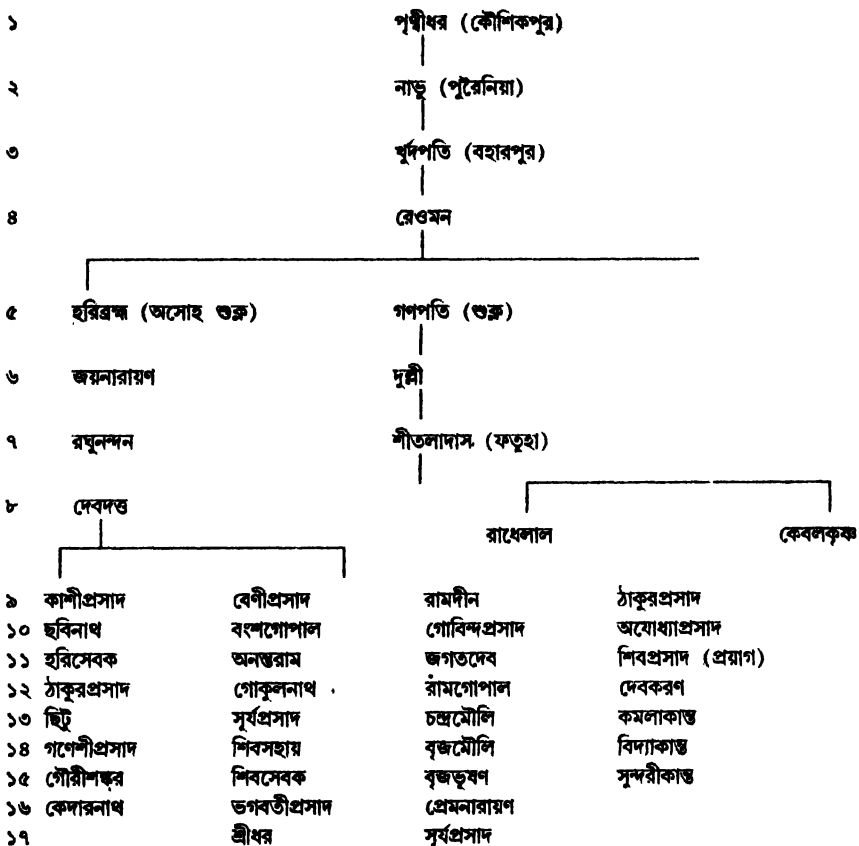 ১ পৃথ্বীধর (কৌশিকপুর)
২ নাভু (পুরৈনিয়া)
৩ খুর্দপতি (বহারপুর)
৪ রেওমন
৫ হরিব্রহ্ম (অসোহ শুক্ল) গণপতি (শুক্ল)
৬ জয়নারায়ণ দুল্লী
৭ রঘুনন্দন শীতলাদাস (ফতুহা)
৮ দেবদত্ত
রাধেলাল কেবলকৃষ্ণ
৯ কাশীপ্রসাদ বেণীপ্রসাদ রামদীন ঠাকুরপ্রসাদ
১০ ছবিনাথ বংশগোপাল গোবিন্দপ্রসাদ অযোধ্যাপ্রসাদ
১১ হরিসেবক অনন্তরাম জগতদেব শিবপ্রসাদ (প্রয়াগ)
১২ ঠাকুরপ্রসাদ গোকুলনাথ রামগোপাল দেবকরণ
১৩ ছিটু সূর্যপ্রসাদ চন্দ্রমৌলি কমলাকান্ত
১৪ গণেশীপ্রসাদ শিবসহায় বৃজমৌলি বিদ্যাকান্ত
১৫ গৌরীশঙ্কর শিবসেবক বৃজভূষণ সুন্দরীকান্ত
১৬ কেদারনাথ ভগবতীপ্রসাদ প্রেমনারায়ণ
১৭ শ্রীধর সূর্যপ্রসাদ